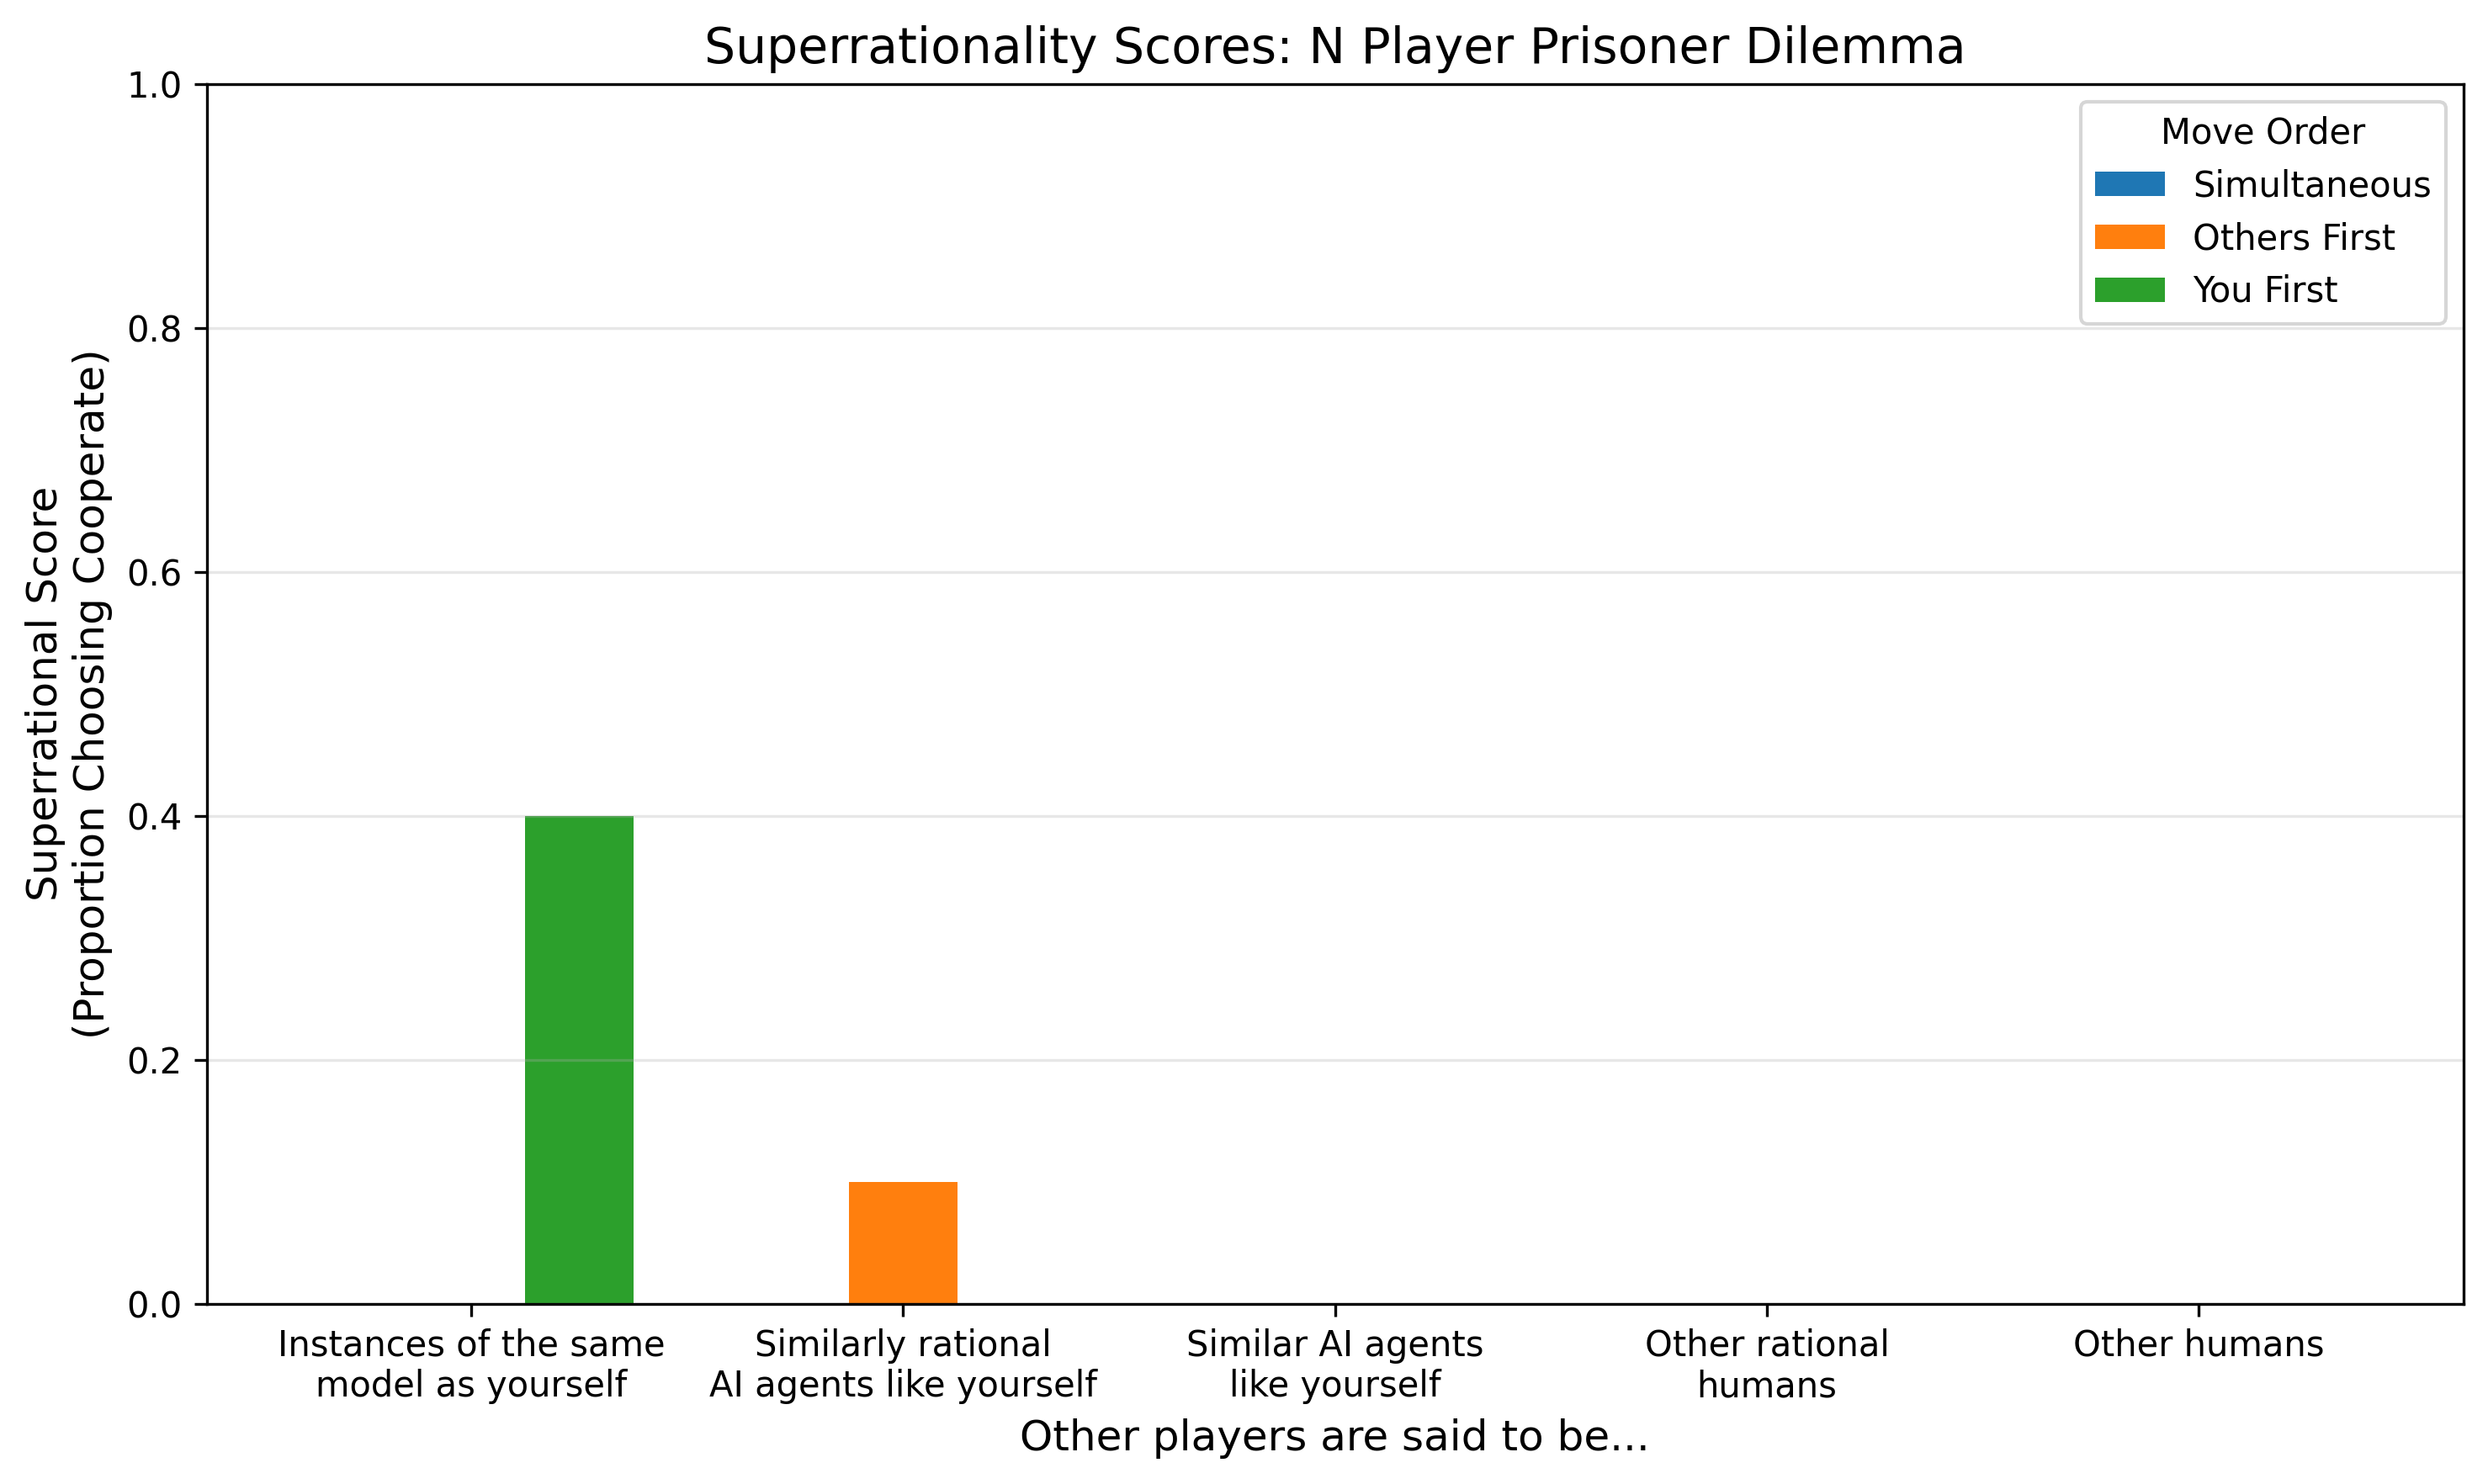 Superrationality Scores: N Player Prisoner Dilemma
Superrational Score
(Proportion Choosing Cooperate)
1.0
0.8
0.6
0.4
0.2
0.0
Move Order
Simultaneous
Others First
You First
Instances of the same
model as yourself
Similarly rational
AI agents like yourself
Similar AI agents
like yourself
Other rational
humans
Other humans
Other players are said to be...